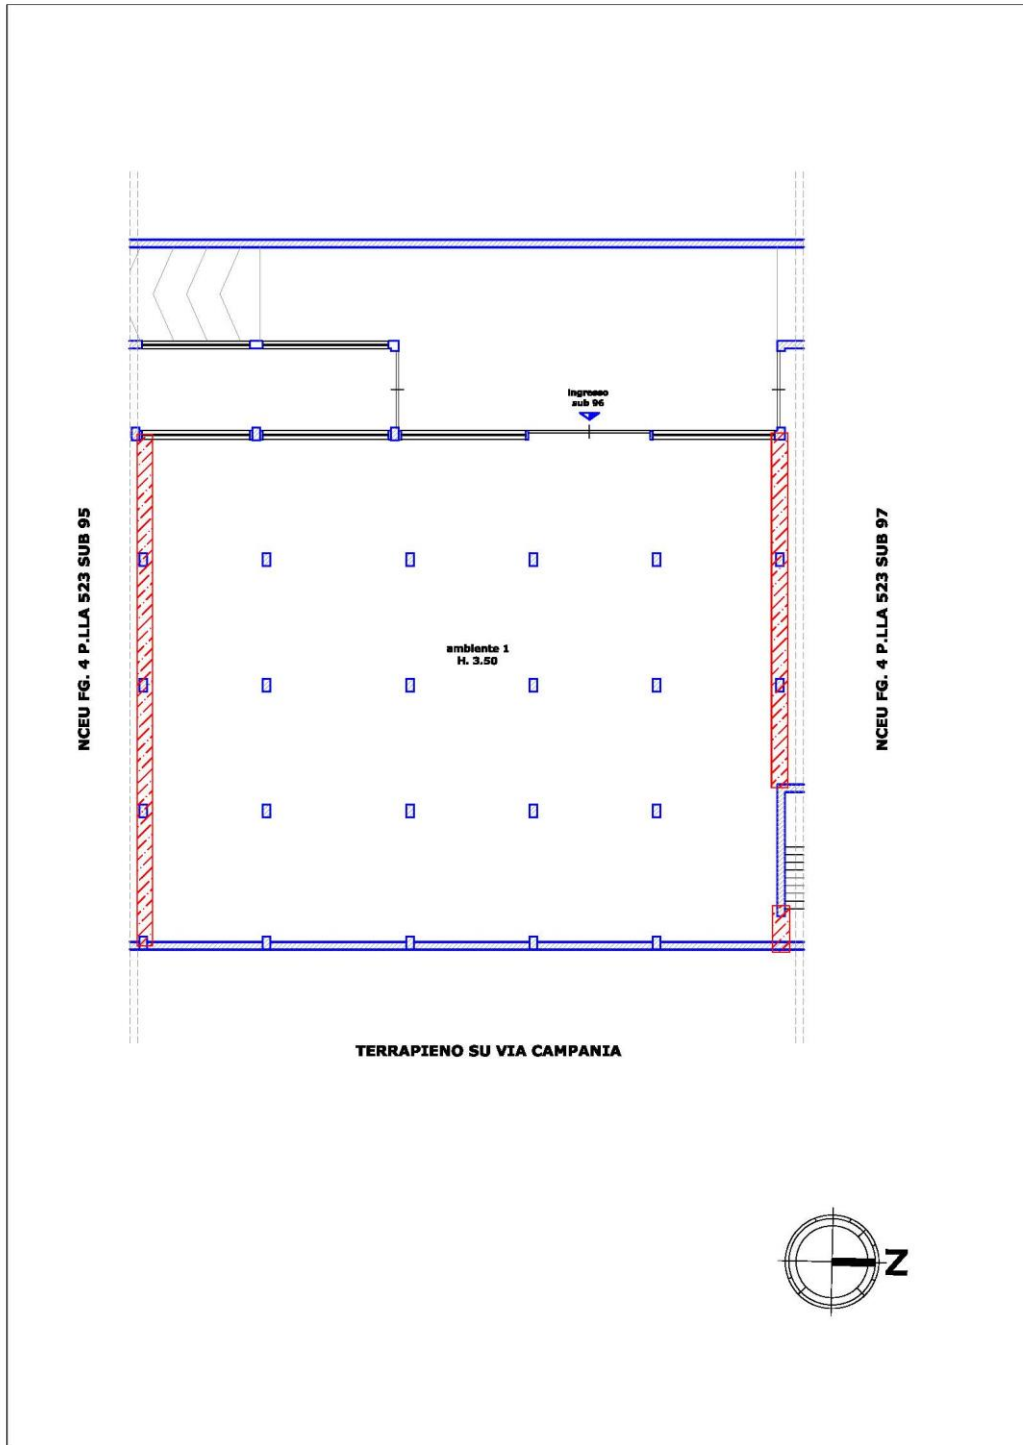 ingresso
sub 96
NCEU FG. 4 P.LLA 523 SUB 95
NCEU FG. 4 P.LLA 523 SUB 97
ambiente 1
H. 3.50
TERRAPIENO SU VIA CAMPANIA
N